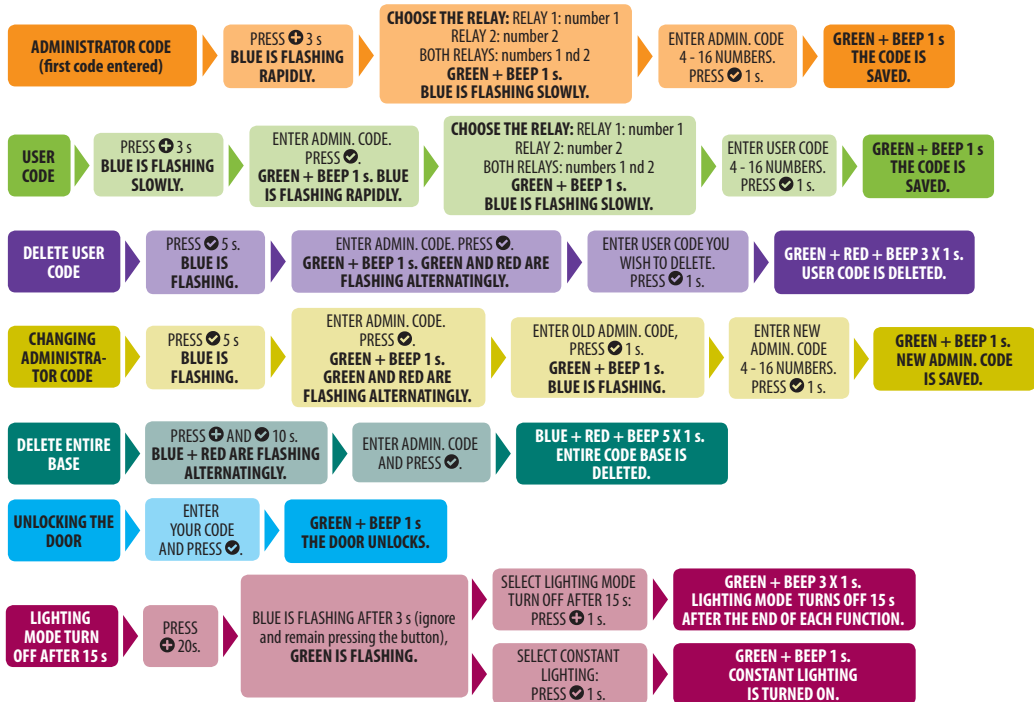 ADMINISTRATOR CODE
(first code entered)
PRESS ➕ 3 s
BLUE IS FLASHING
RAPIDLY.
CHOOSE THE RELAY: RELAY 1: number 1
RELAY 2: number 2
BOTH RELAYS: numbers 1 nd 2
GREEN + BEEP 1 s.
BLUE IS FLASHING SLOWLY.
ENTER ADMIN. CODE
4 - 16 NUMBERS.
PRESS ✔ 1 s.
GREEN + BEEP 1 s
THE CODE IS
SAVED.
USER
CODE
PRESS ➕ 3 s
BLUE IS FLASHING
SLOWLY.
ENTER ADMIN. CODE.
PRESS ✔.
GREEN + BEEP 1 s. BLUE
IS FLASHING RAPIDLY.
CHOOSE THE RELAY: RELAY 1: number 1
RELAY 2: number 2
BOTH RELAYS: numbers 1 nd 2
GREEN + BEEP 1 s.
BLUE IS FLASHING SLOWLY.
ENTER USER CODE
4 - 16 NUMBERS.
PRESS ✔ 1 s.
GREEN + BEEP 1 s
THE CODE IS
SAVED.
DELETE USER
CODE
PRESS ✔ 5 s.
BLUE IS
FLASHING.
ENTER ADMIN. CODE. PRESS ✔.
GREEN + BEEP 1 s. GREEN AND RED ARE
FLASHING ALTERNATINGLY.
ENTER USER CODE YOU
WISH TO DELETE.
PRESS ✔ 1 s.
GREEN + RED + BEEP 3 X 1 s.
USER CODE IS DELETED.
CHANGING
ADMINISTRA-
TOR CODE
PRESS ✔ 5 s
BLUE IS
FLASHING.
ENTER ADMIN. CODE.
PRESS ✔.
GREEN + BEEP 1 s.
GREEN AND RED ARE
FLASHING ALTERNATINGLY.
ENTER OLD ADMIN. CODE,
PRESS ✔ 1 s.
GREEN + BEEP 1 s.
BLUE IS FLASHING.
ENTER NEW
ADMIN. CODE
4 - 16 NUMBERS.
PRESS ✔ 1 s.
GREEN + BEEP 1 s.
NEW ADMIN. CODE
IS SAVED.
DELETE ENTIRE
BASE
PRESS ➕ AND ✔ 10 s.
BLUE + RED ARE FLASHING
ALTERNATINGLY.
ENTER ADMIN. CODE
AND PRESS ✔.
BLUE + RED + BEEP 5 X 1 s.
ENTIRE CODE BASE IS
DELETED.
UNLOCKING THE
DOOR
ENTER
YOUR CODE
AND PRESS ✔.
GREEN + BEEP 1 s
THE DOOR UNLOCKS.
LIGHTING
MODE TURN
OFF AFTER 15 s
PRESS
➕ 20s.
BLUE IS FLASHING AFTER 3 s (ignore
and remain pressing the button),
GREEN IS FLASHING.
SELECT LIGHTING MODE
TURN OFF AFTER 15 s:
PRESS ➕ 1 s.
GREEN + BEEP 3 X 1 s.
LIGHTING MODE TURNS OFF 15 s
AFTER THE END OF EACH FUNCTION.
SELECT CONSTANT
LIGHTING:
PRESS ✔ 1 s.
GREEN + BEEP 1 s.
CONSTANT LIGHTING
IS TURNED ON.